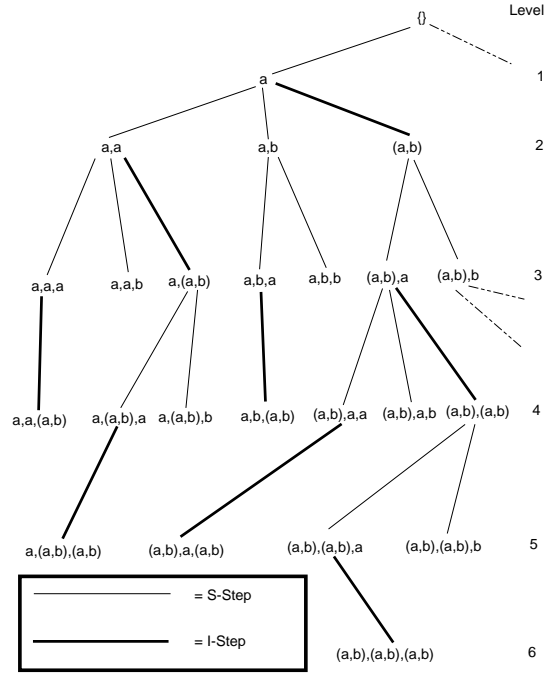 Level
{}
a
1
a,a
a,b
(a,b)
2
a,a,a
a,a,b
a,(a,b)
a,b,a
a,b,b
(a,b),a
(a,b),b
3
a,a,(a,b)
a,(a,b),a
a,(a,b),b
a,b,(a,b)
(a,b),a,a
(a,b),a,b
(a,b),(a,b)
4
a,(a,b),(a,b)
(a,b),a,(a,b)
(a,b),(a,b),a
(a,b),(a,b),b
5
= S-Step
= I-Step
(a,b),(a,b),(a,b)
6